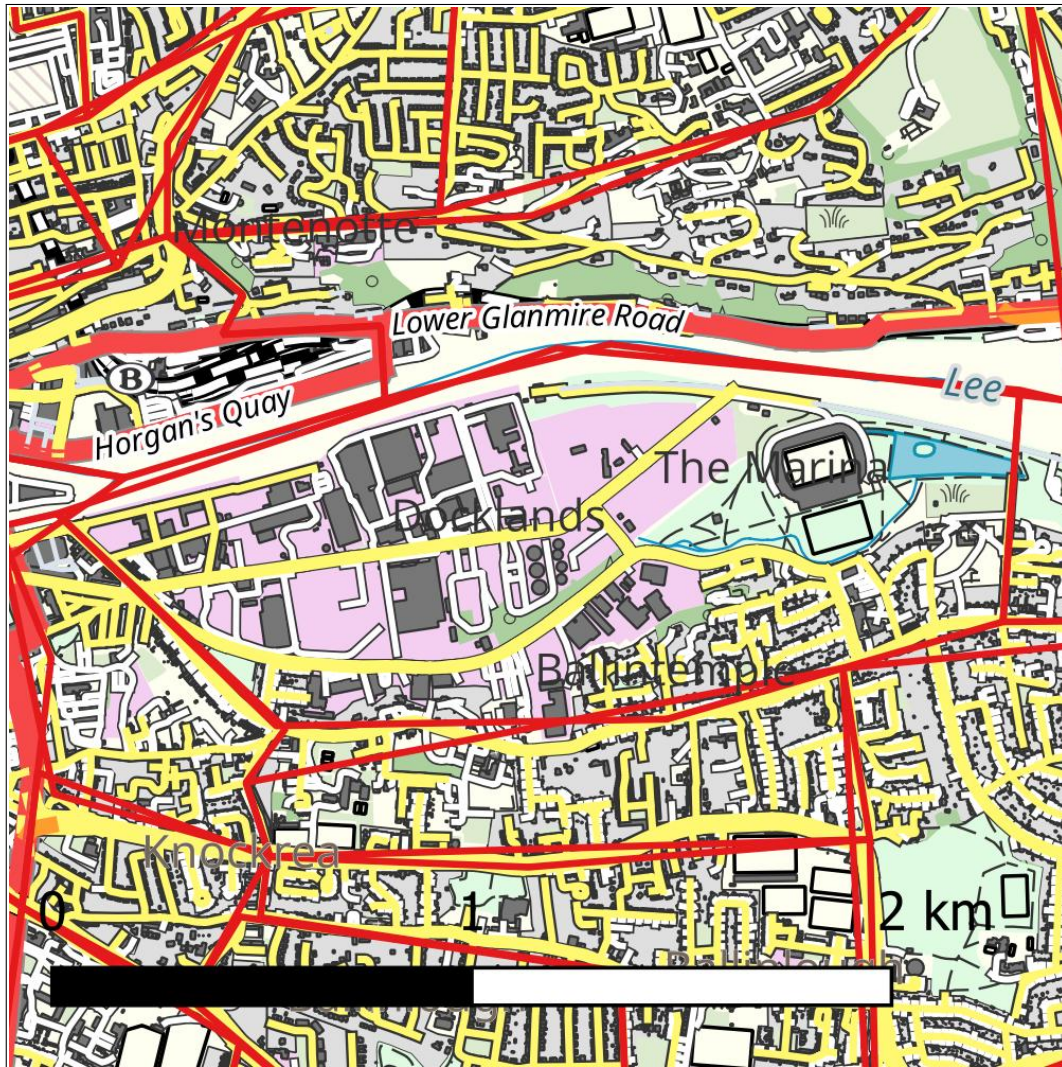 Montenotte
Lower Glanmire Road
B
Horgan's Quay
Lee
The Marina
Docklands
Ballintemple
Knockrea
0 1 2 km